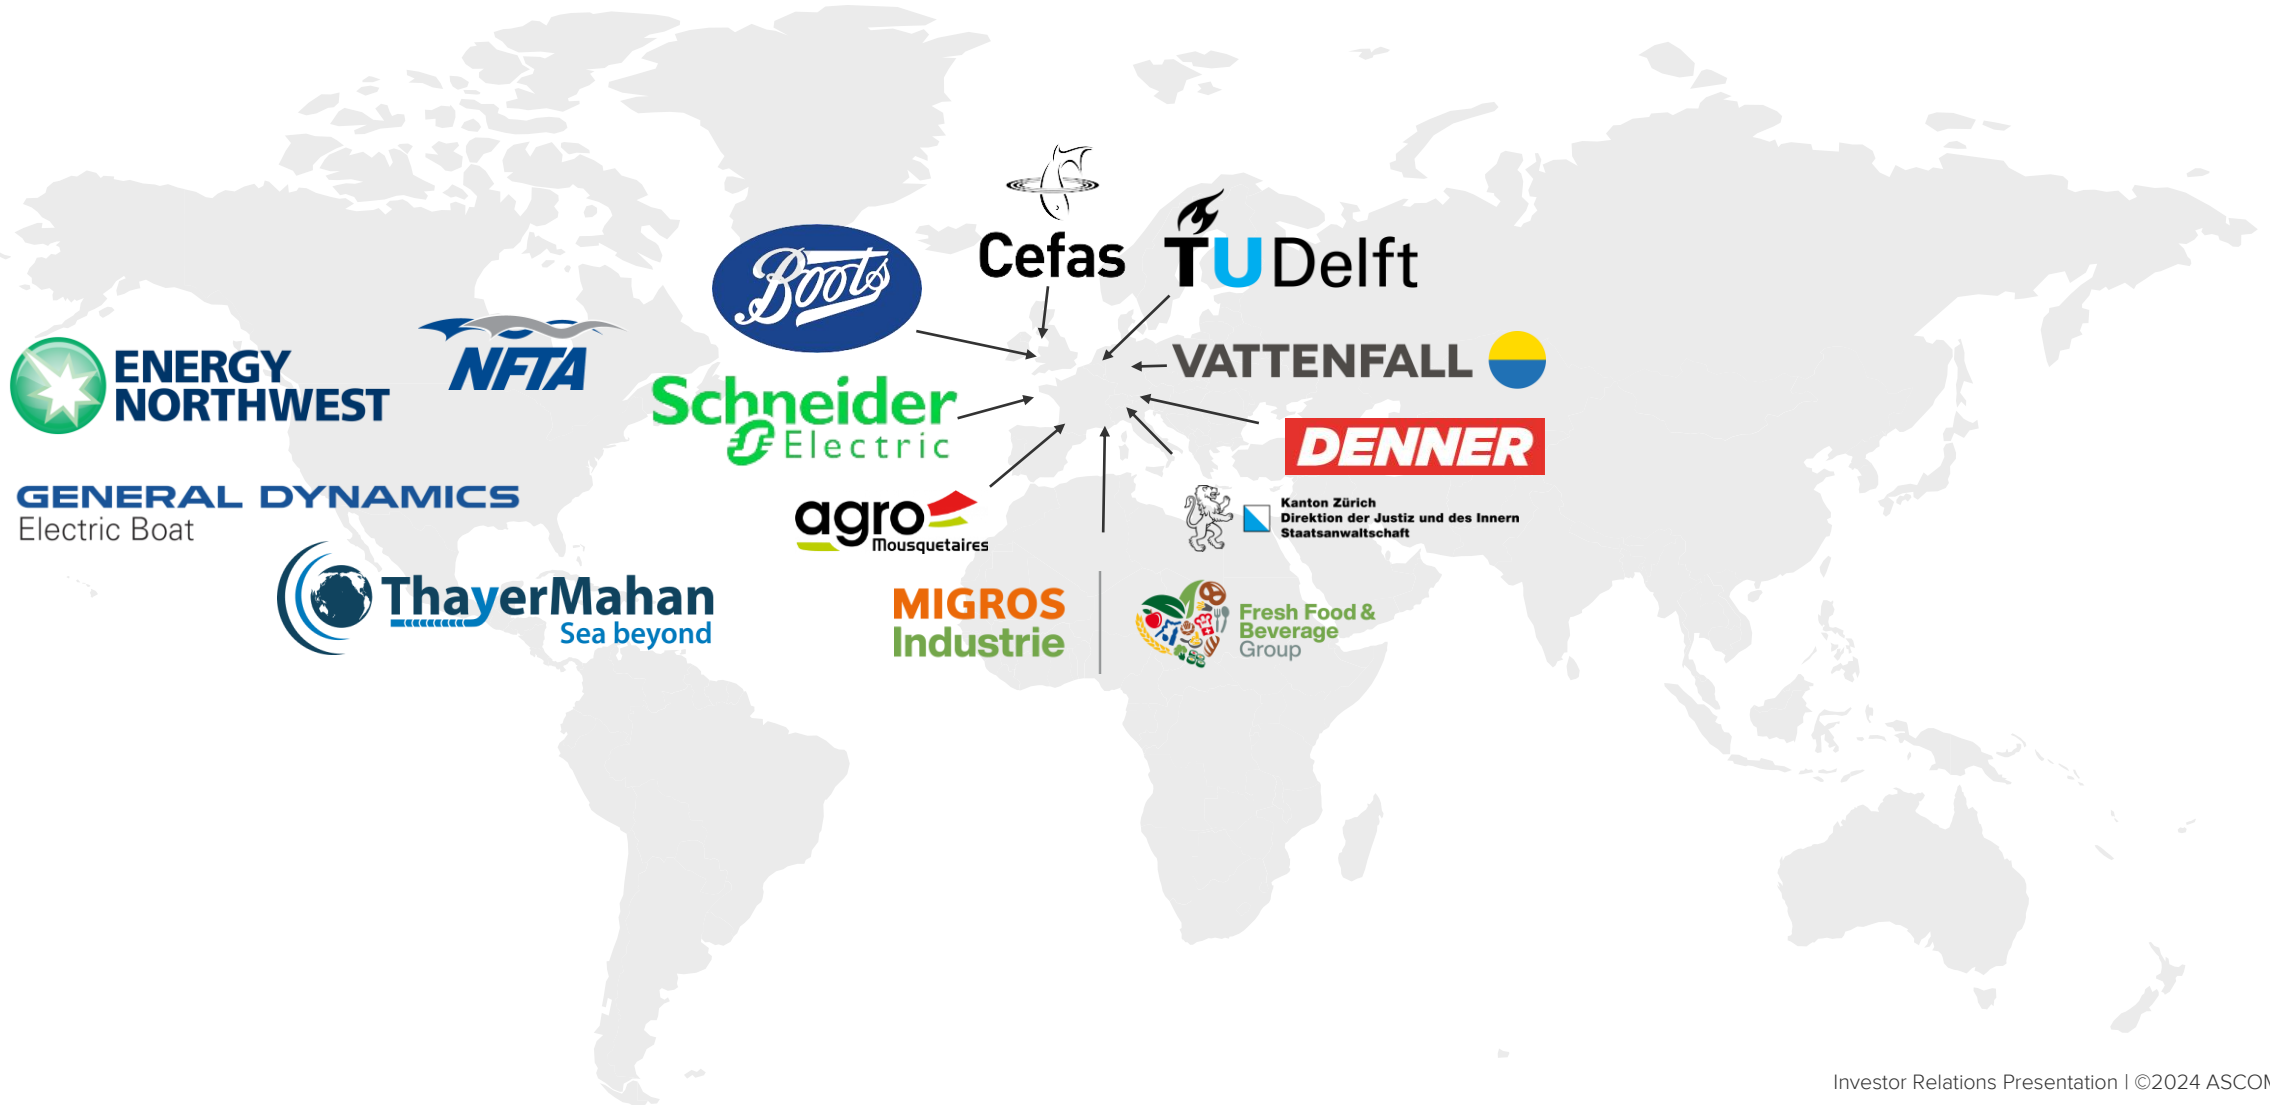 Cefas
TU Delft
Boots
NFTA
ENERGY
NORTHWEST
VATTENFALL
Schneider
Electric
DENNER
GENERAL DYNAMICS
Electric Boat
agro
Mousquetaires
Kanton Zürich
Direktion der Justiz und des Innern
Staatsanwaltschaft
ThayerMahan
Sea beyond
MIGROS
Industrie
Fresh Food &
Beverage
Group
Investor Relations Presentation | ©2024 ASCOM